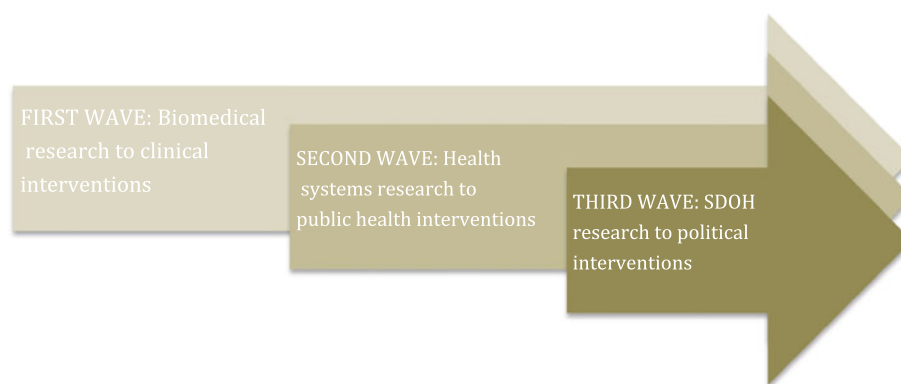 FIRST WAVE: Biomedical
research to clinical
interventions
SECOND WAVE: Health
systems research to
public health interventions
THIRD WAVE: SDOH
research to political
interventions